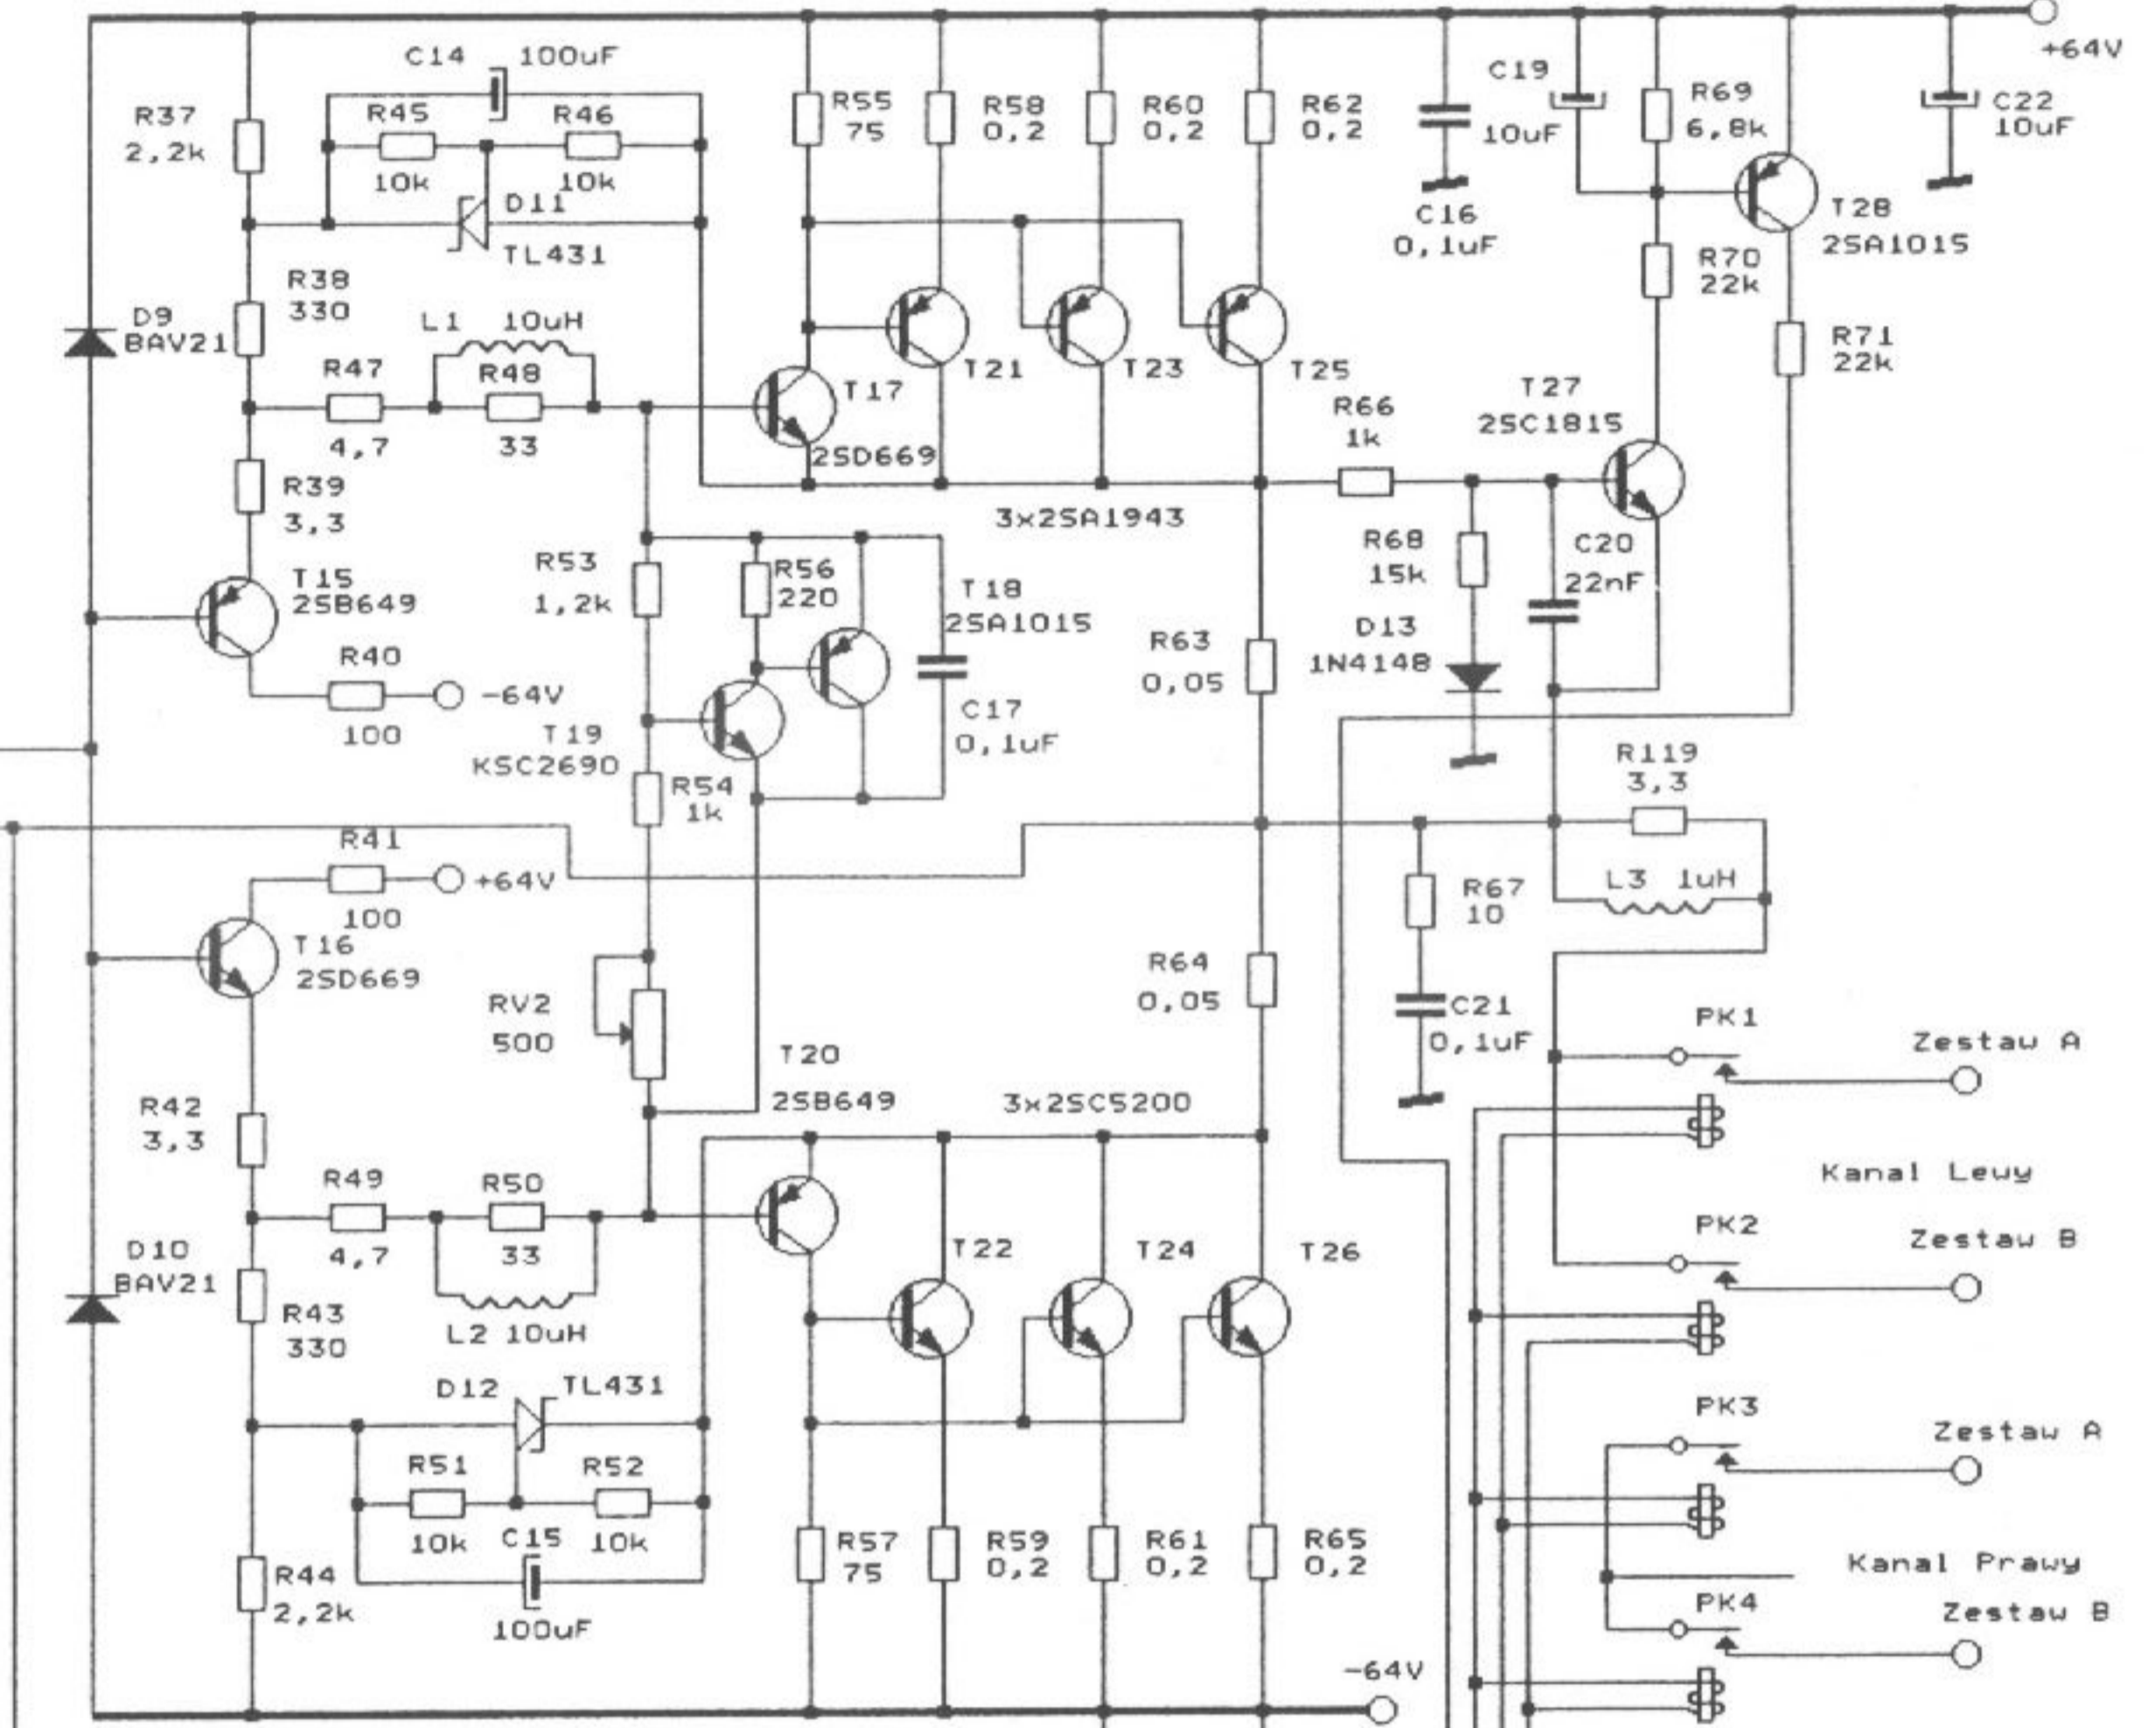 +64V
C14 100uF
R37
2,2k
R45
10k
R46
10k
D11
TL431
R55
75
R58
0,2
R60
0,2
R62
0,2
C19
10uF
R69
6,8k
C22
10uF
C16
0,1uF
T28
2SA1015
R70
22k
R71
22k
D9
BAV21
R38
330
L1 10uH
R47
4,7
R48
33
T17
2SD669
T21
T23
T25
R66
1k
T27
2SC1815
R39
3,3
3x2SA1943
T15
2SB649
R40
100
-64V
R53
1,2k
R56
220
T18
2SA1015
R63
0,05
R68
15k
C20
22nF
D13
1N4148
T19
KSC2690
C17
0,1uF
R54
1k
R119
3,3
R41
100
+64V
L3 1uH
R67
10
T16
2SD669
RV2
500
R64
0,05
C21
0,1uF
PK1
Zestaw A
T20
2SB649
3x2SC5200
R42
3,3
Kanal Lewy
R49
4,7
R50
33
PK2
Zestaw B
T22
T24
T26
D10
BAV21
R43
330
L2 10uH
D12
TL431
PK3
Zestaw A
R51
10k
R52
10k
C15
100uF
R57
75
R59
0,2
R61
0,2
R65
0,2
Kanal Prawy
R44
2,2k
PK4
Zestaw B
-64V